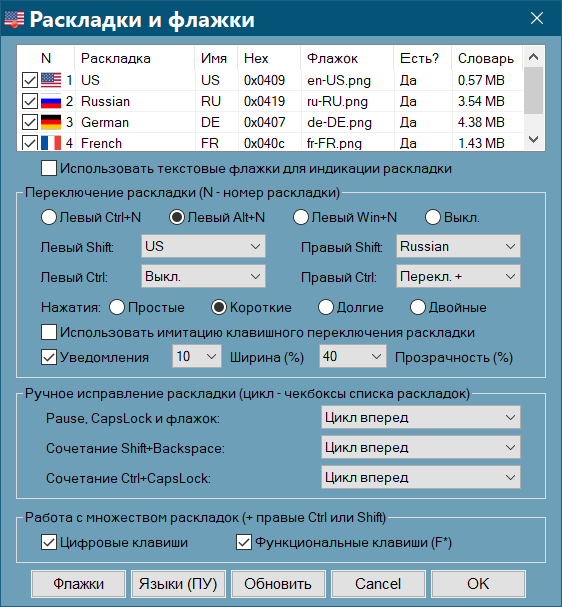 Раскладки и флажки
N Раскладка Имя Hex Флажок Есть? Словарь
1 US US 0x0409 en-US.png Да 0.57 MB
2 Russian RU 0x0419 ru-RU.png Да 3.54 MB
3 German DE 0x0407 de-DE.png Да 4.38 MB
4 French FR 0x040c fr-FR.png Да 1.43 MB
Использовать текстовые флажки для индикации раскладки
Переключение раскладки (N - номер раскладки)
Левый Ctrl+N Левый Alt+N Левый Win+N Выкл.
Левый Shift: US Правый Shift: Russian
Левый Ctrl: Выкл. Правый Ctrl: Перекл. +
Нажатия: Простые Короткие Долгие Двойные
Использовать имитацию клавишного переключения раскладки
Уведомления 10 Ширина (%) 40 Прозрачность (%)
Ручное исправление раскладки (цикл - чекбоксы списка раскладок)
Pause, CapsLock и флажок: Цикл вперед
Сочетание Shift+Backspace: Цикл вперед
Сочетание Ctrl+CapsLock: Цикл вперед
Работа с множеством раскладок (+ правые Ctrl или Shift)
Цифровые клавиши Функциональные клавиши (F*)
Флажки Языки (ПУ) Обновить Cancel OK